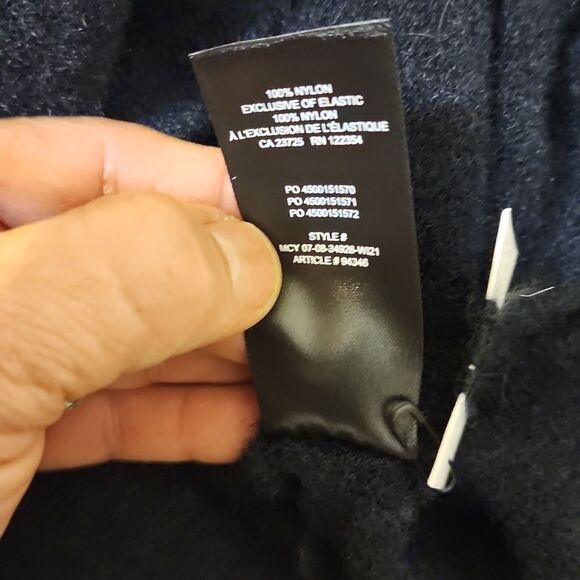 100% NYLON
EXCLUSIVE OF ELASTIC
100% NYLON
À L'EXCLUSION DE L'ÉLASTIQUE
CA 23725 RN 122354
PO 4500151570
PO 4500151571
PO 4500151572
STYLE #
MCY 07-08-34926-WI21
ARTICLE # 94346